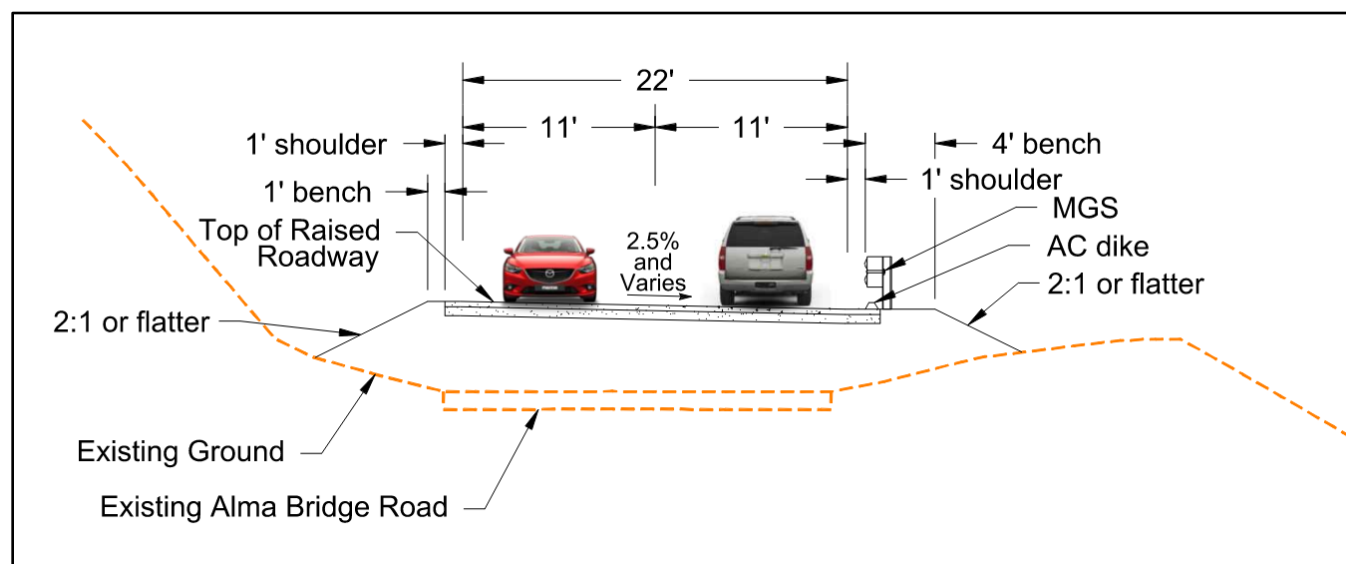 22'
11'
11'
1' shoulder
4' bench
1' bench
1' shoulder
Top of Raised
Roadway
MGS
2.5%
and
Varies
AC dike
2:1 or flatter
2:1 or flatter
Existing Ground
Existing Alma Bridge Road